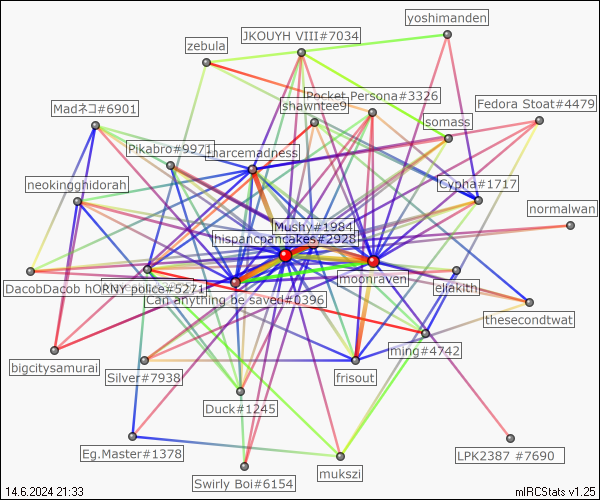 yoshimanden
JKOUYH VIII#7034
zebula
Pocket Persona#3326
shawntee9
Fedora Stoat#4479
Madネコ#6901
somass
Pikabro#9971
tharcemadness
neokingghidorah
Cypha#1717
normalwan
Mushy#1984
hispancpancakes#2928
DacobDacob
hORNY police#5271
moonraven
eliakith
Can anything be saved#0396
thesecondtwat
ming#4742
bigcitysamurai
Silver#7938
frisout
Duck#1245
Eg.Master#1378
LPK2387 #7690
mukszi
Swirly Boi#6154
14.6.2024 21:33
mIRCStats v1.25